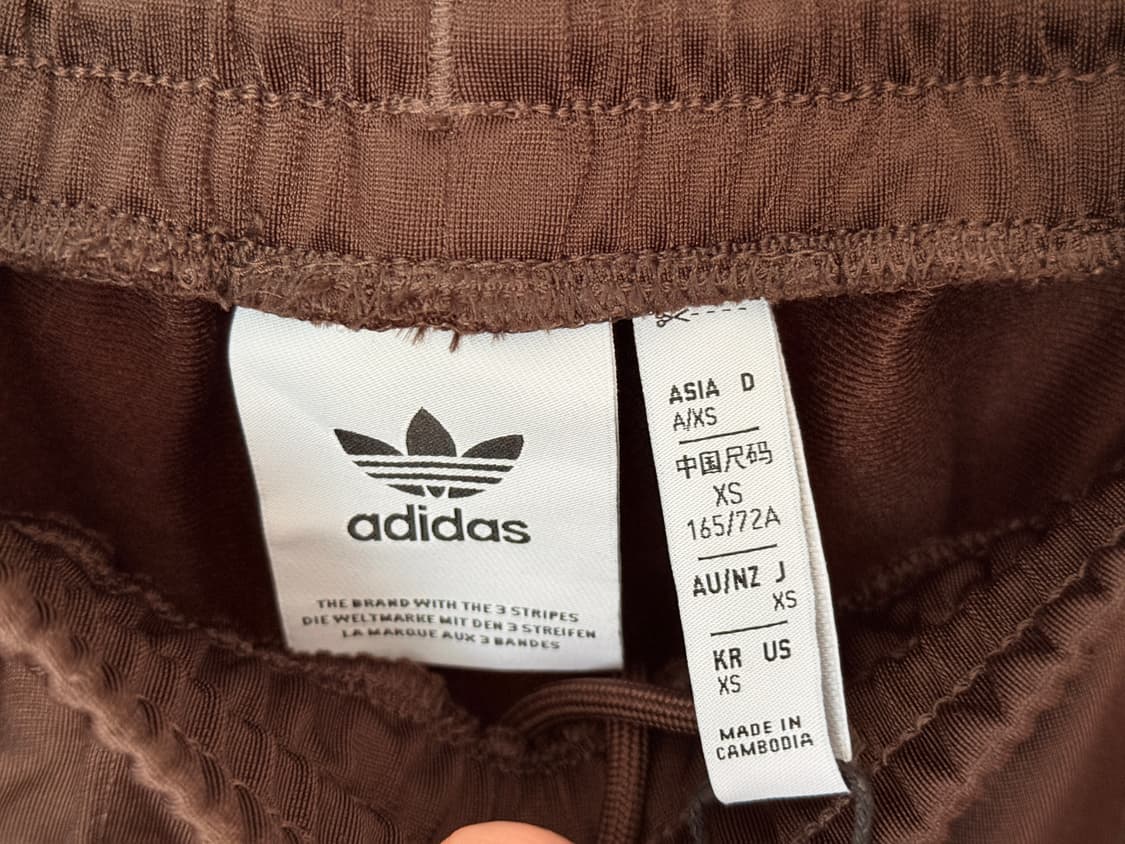 adidas
THE BRAND WITH THE 3 STRIPES
DIE WELTMARKE MIT DEN 3 STREIFEN
LA MARQUE AUX 3 BANDES
ASIA D
A/XS
中国尺码
XS
165/72A
AU/NZ J
XS
KR US
XS
MADE IN
CAMBODIA